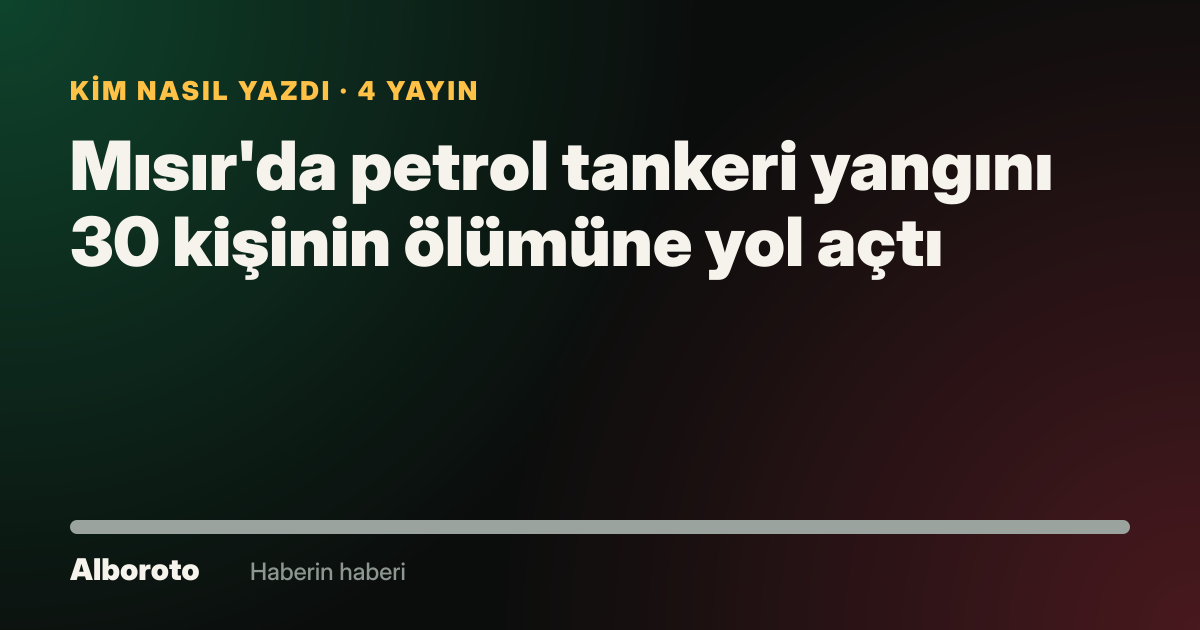 KİM NASIL YAZDI · 4 YAYIN
Mısır'da petrol tankeri yangını
30 kişinin ölümüne yol açtı
Alboroto
Haberin haberi